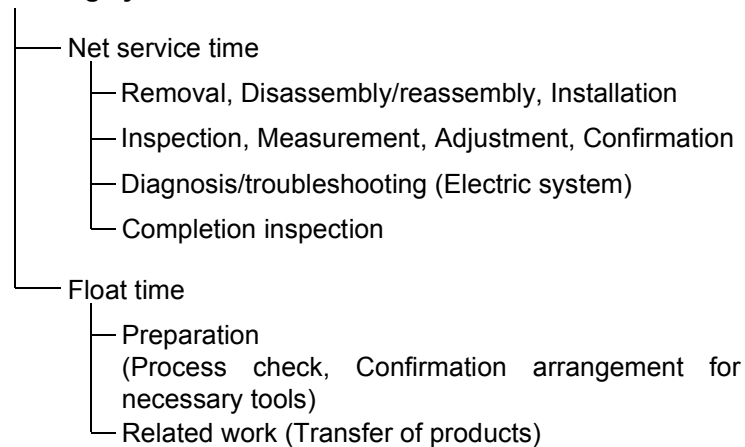 Net service time
Removal, Disassembly/reassembly, Installation
Inspection, Measurement, Adjustment, Confirmation
Diagnosis/troubleshooting (Electric system)
Completion inspection
Float time
Preparation
(Process check, Confirmation arrangement for
necessary tools)
Related work (Transfer of products)